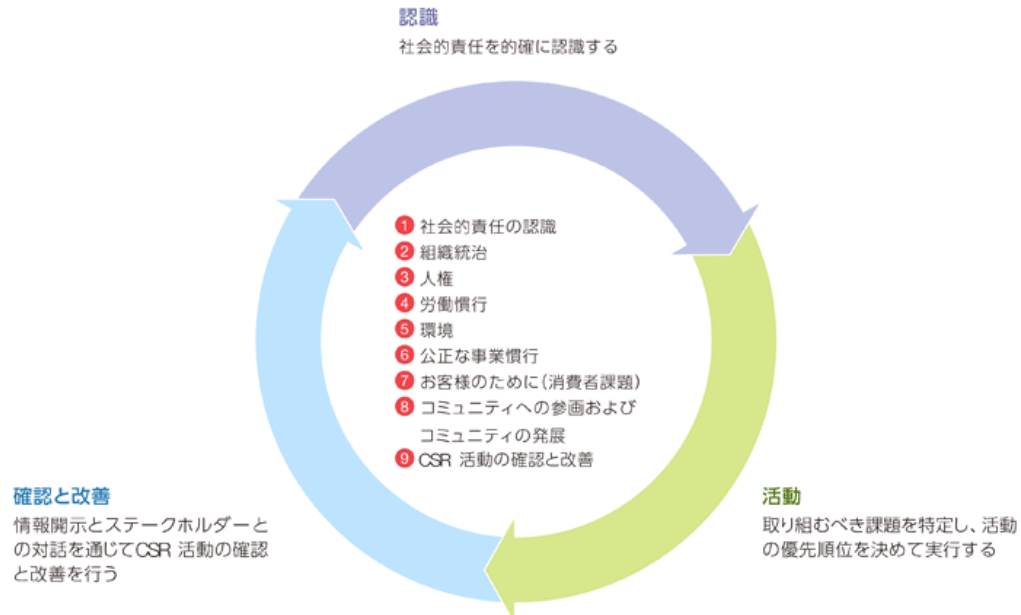 認識
社会的責任を的確に認識する
1 社会的責任の認識
2 組織統治
3 人権
4 労働慣行
5 環境
6 公正な事業慣行
7 お客様のために(消費者課題)
8 コミュニティへの参画および
コミュニティの発展
9 CSR 活動の確認と改善
確認と改善
情報開示とステークホルダーと
の対話を通じてCSR 活動の確認
と改善を行う
活動
取り組むべき課題を特定し、活動
の優先順位を決めて実行する